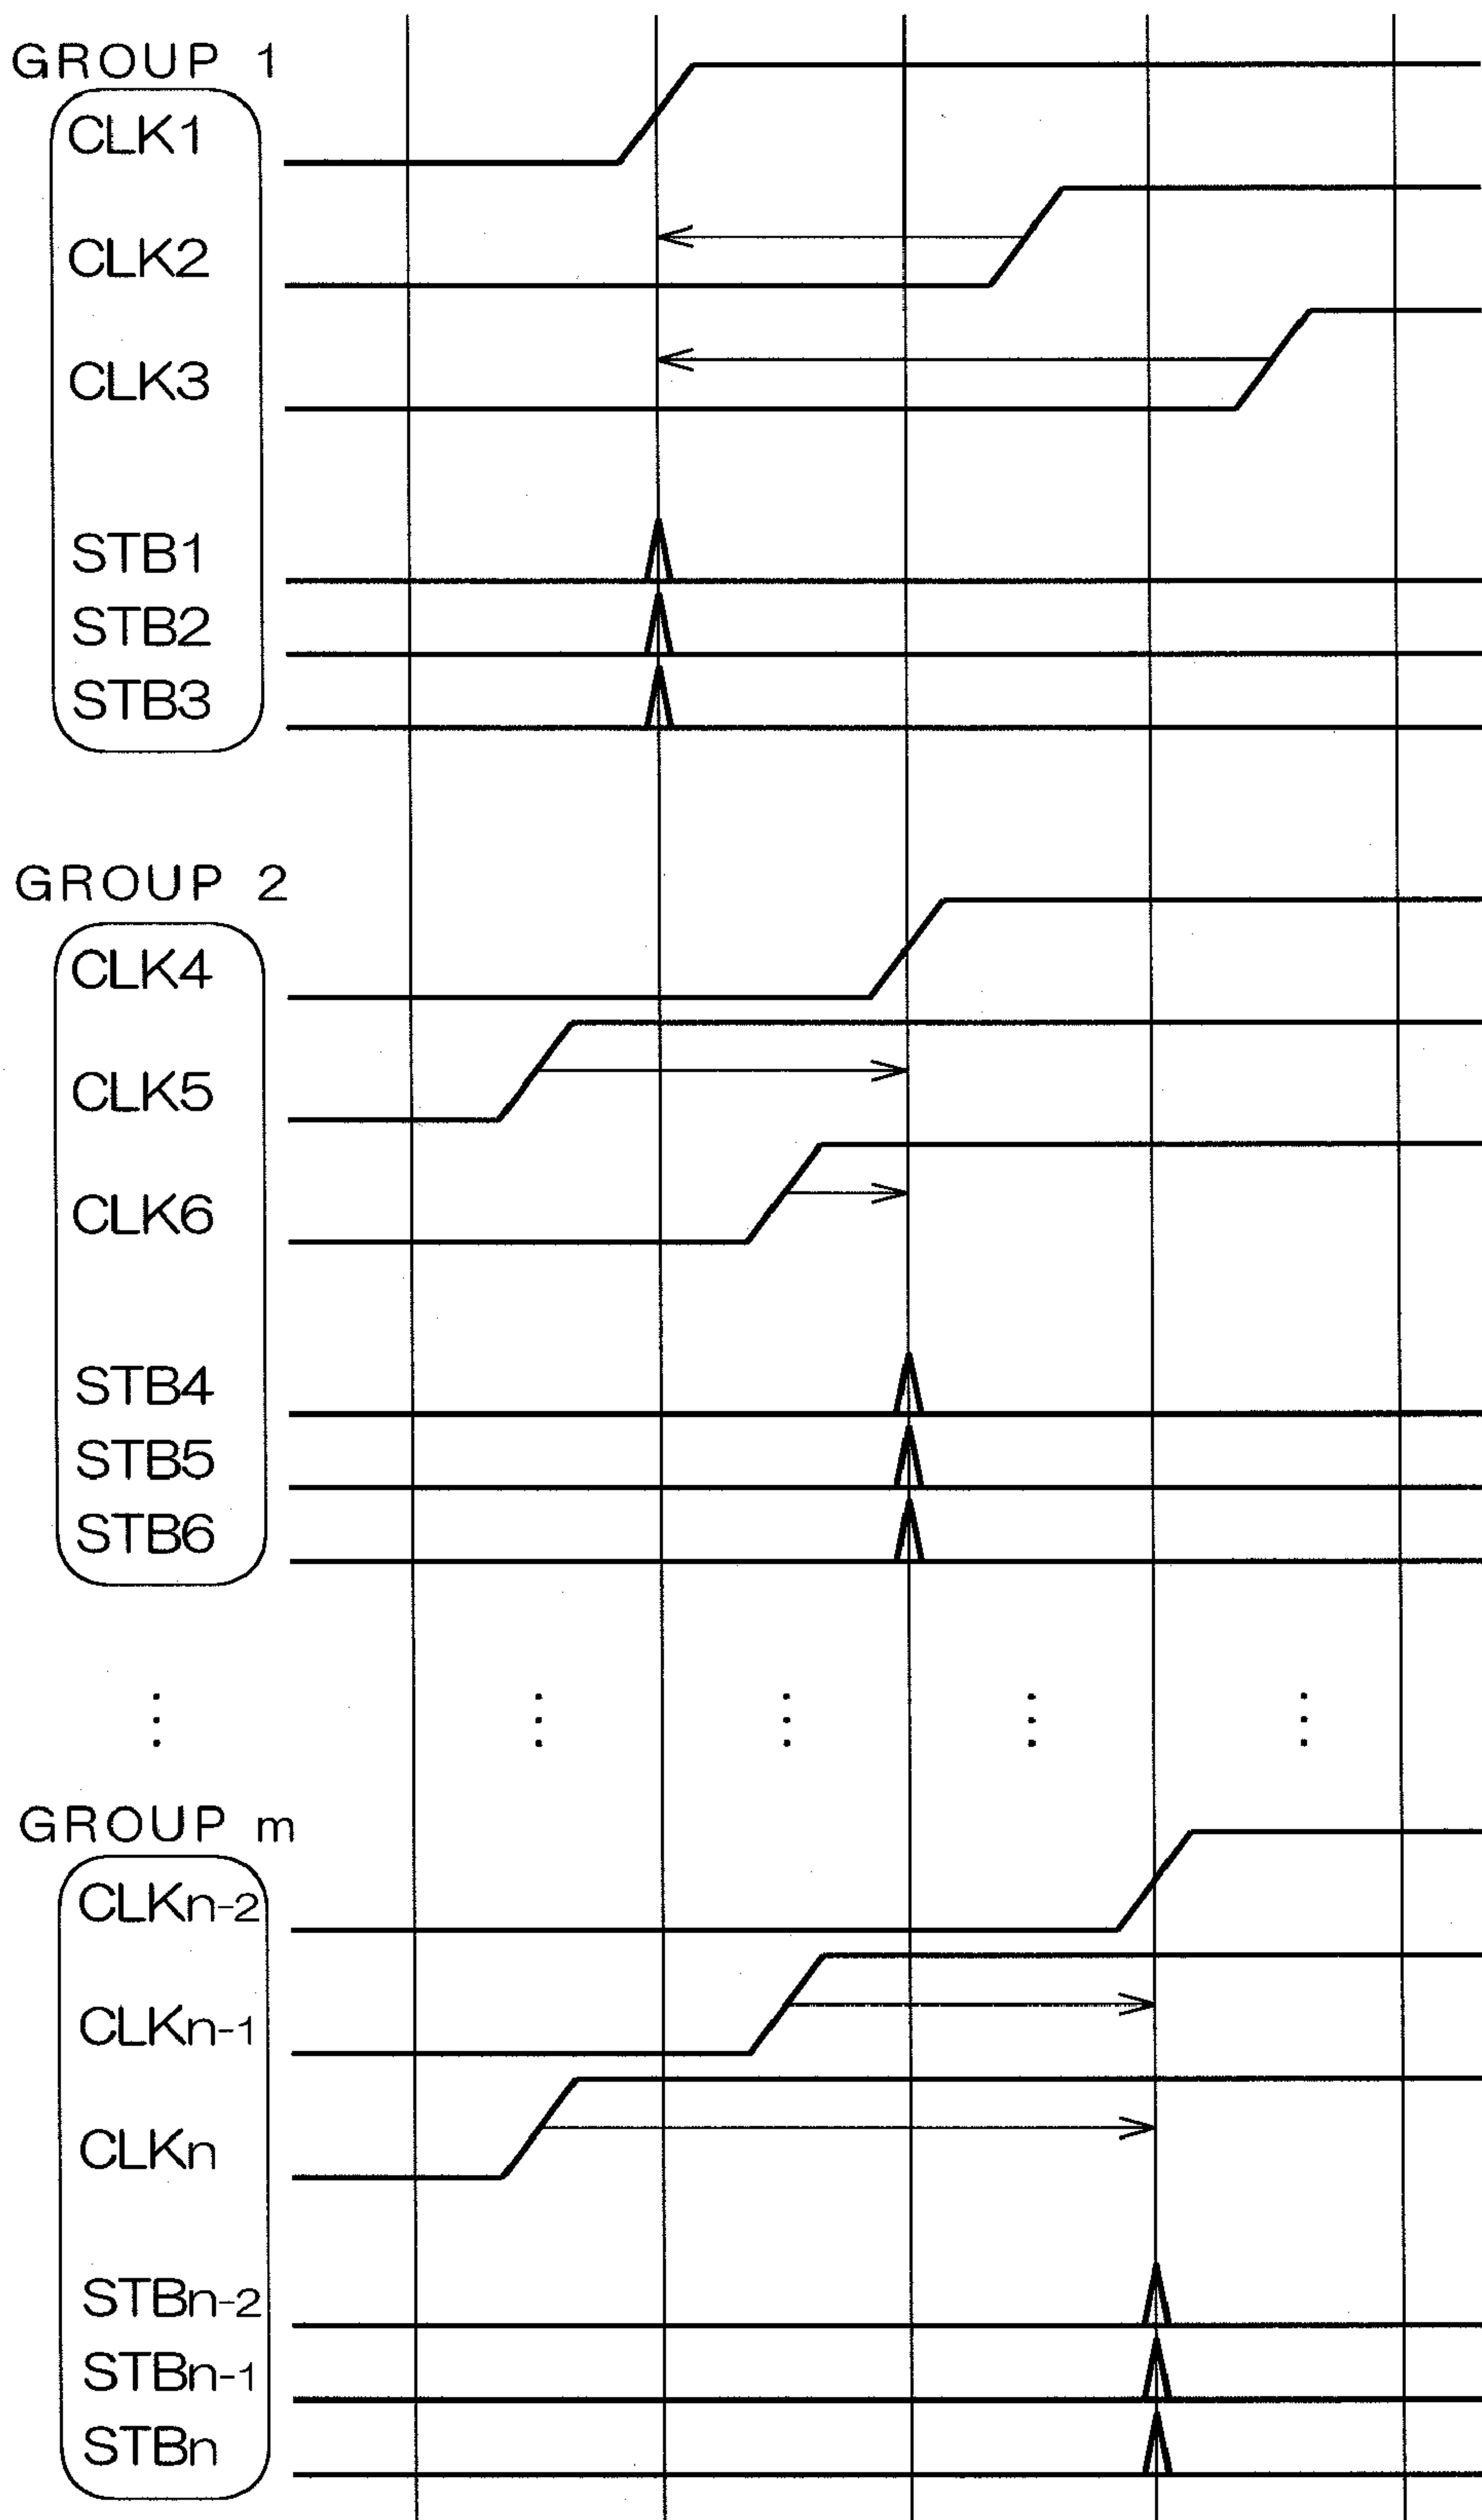 GROUP 1
CLK1
CLK2
CLK3
STB1
STB2
STB3
GROUP 2
CLK4
CLK5
CLK6
STB4
STB5
STB6
GROUP m
CLKn-2
CLKn-1
CLKn
STBn-2
STBn-1
STBn